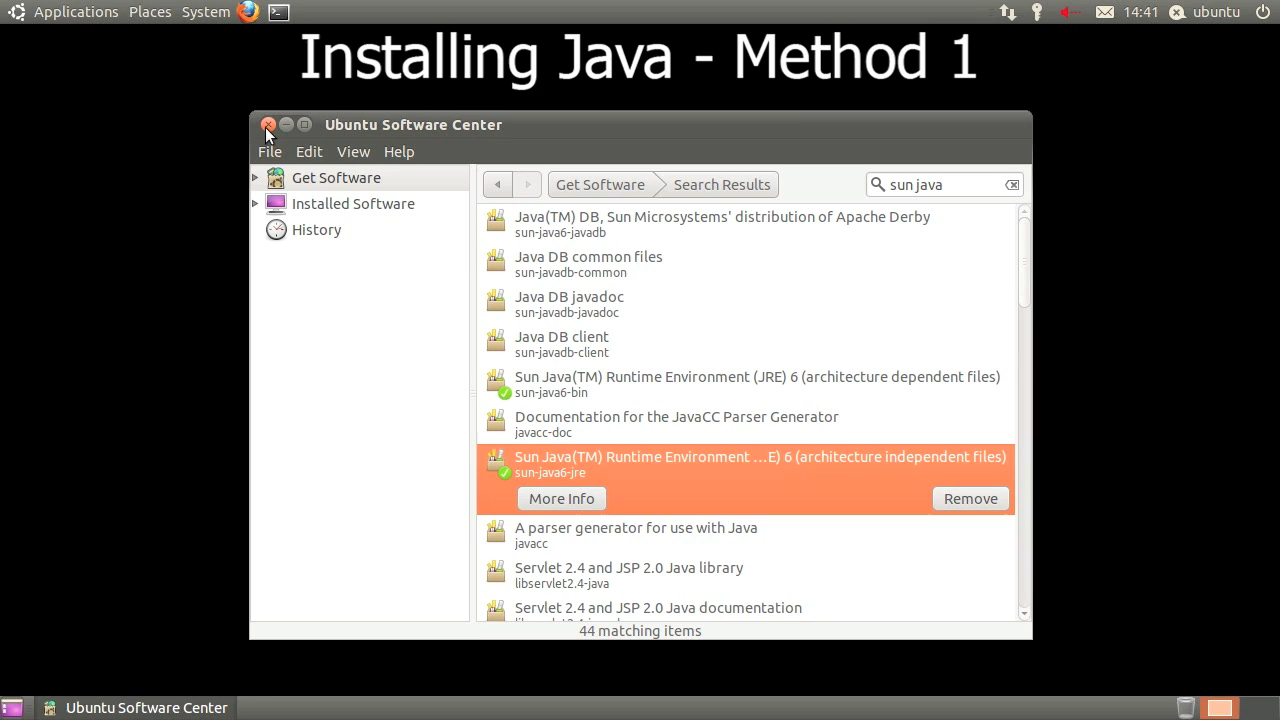 Applications Places System 14:41 ubuntu
Installing Java - Method 1
Ubuntu Software Center
File Edit View Help
Get Software
Installed Software
History
Get Software Search Results sun java
Java(TM) DB, Sun Microsystems' distribution of Apache Derby
sun-java6-javadb
Java DB common files
sun-javadb-common
Java DB javadoc
sun-javadb-javadoc
Java DB client
sun-javadb-client
Sun Java(TM) Runtime Environment (JRE) 6 (architecture dependent files)
sun-java6-bin
Documentation for the JavaCC Parser Generator
javacc-doc
Sun Java(TM) Runtime Environment ...E) 6 (architecture independent files)
sun-java6-jre
More Info Remove
A parser generator for use with Java
javacc
Servlet 2.4 and JSP 2.0 Java library
libservlet2.4-java
Servlet 2.4 and JSP 2.0 Java documentation
44 matching items
Ubuntu Software Center